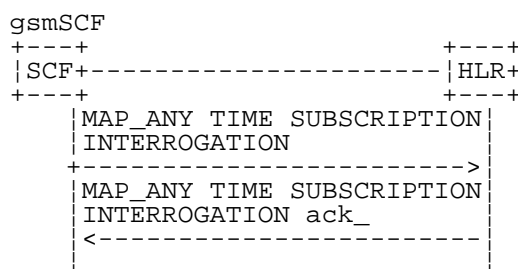 gsmSCF
SCF HLR
MAP_ANY TIME SUBSCRIPTION
INTERROGATION
MAP_ANY TIME SUBSCRIPTION
INTERROGATION ack_